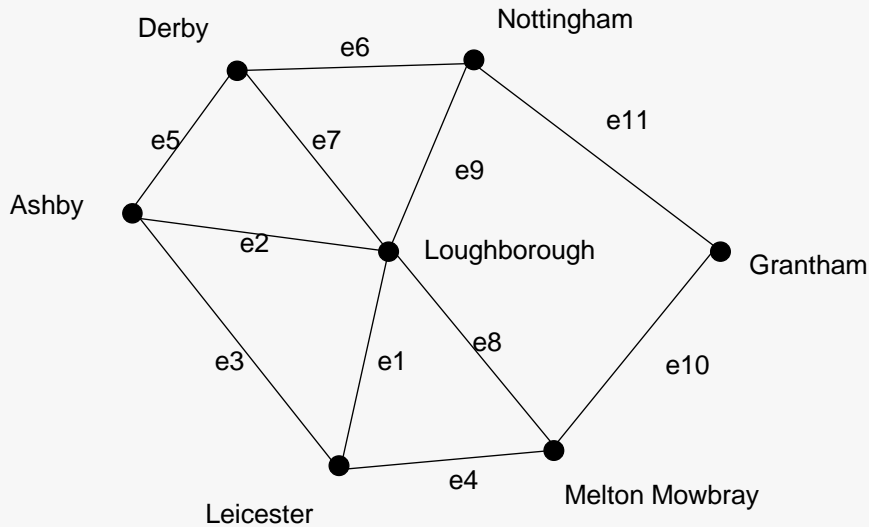 Nottingham
Derby
e6
e11
e5
e7
e9
Ashby
e2
Loughborough
Grantham
e8
e3
e1
e10
e4
Melton Mowbray
Leicester